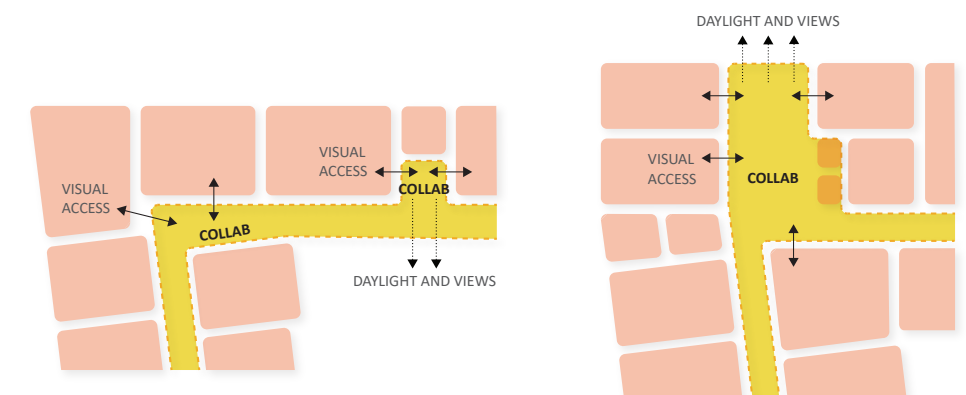 VISUAL
ACCESS
VISUAL
ACCESS
COLLAB
COLLAB
DAYLIGHT AND VIEWS
DAYLIGHT AND VIEWS
VISUAL
ACCESS
COLLAB